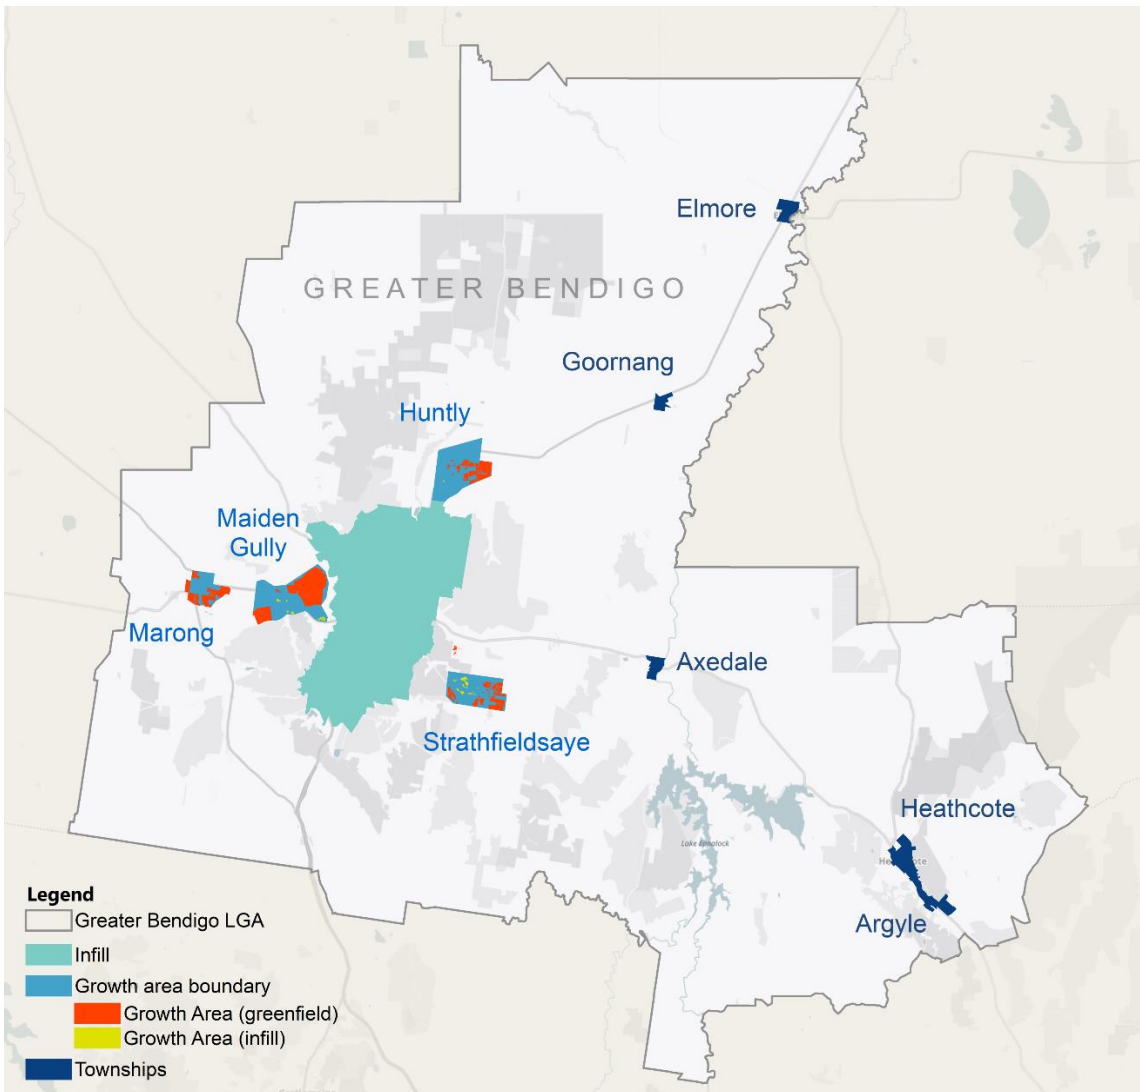 Elmore
GREATER BENDIGO
Goornang
Huntly
Maiden
Gully
Marong
Axedale
Strathfieldsaye
Heathcote
Lake Eppalock
Argyle
Legend
Greater Bendigo LGA
Infill
Growth area boundary
Growth Area (greenfield)
Growth Area (infill)
Townships